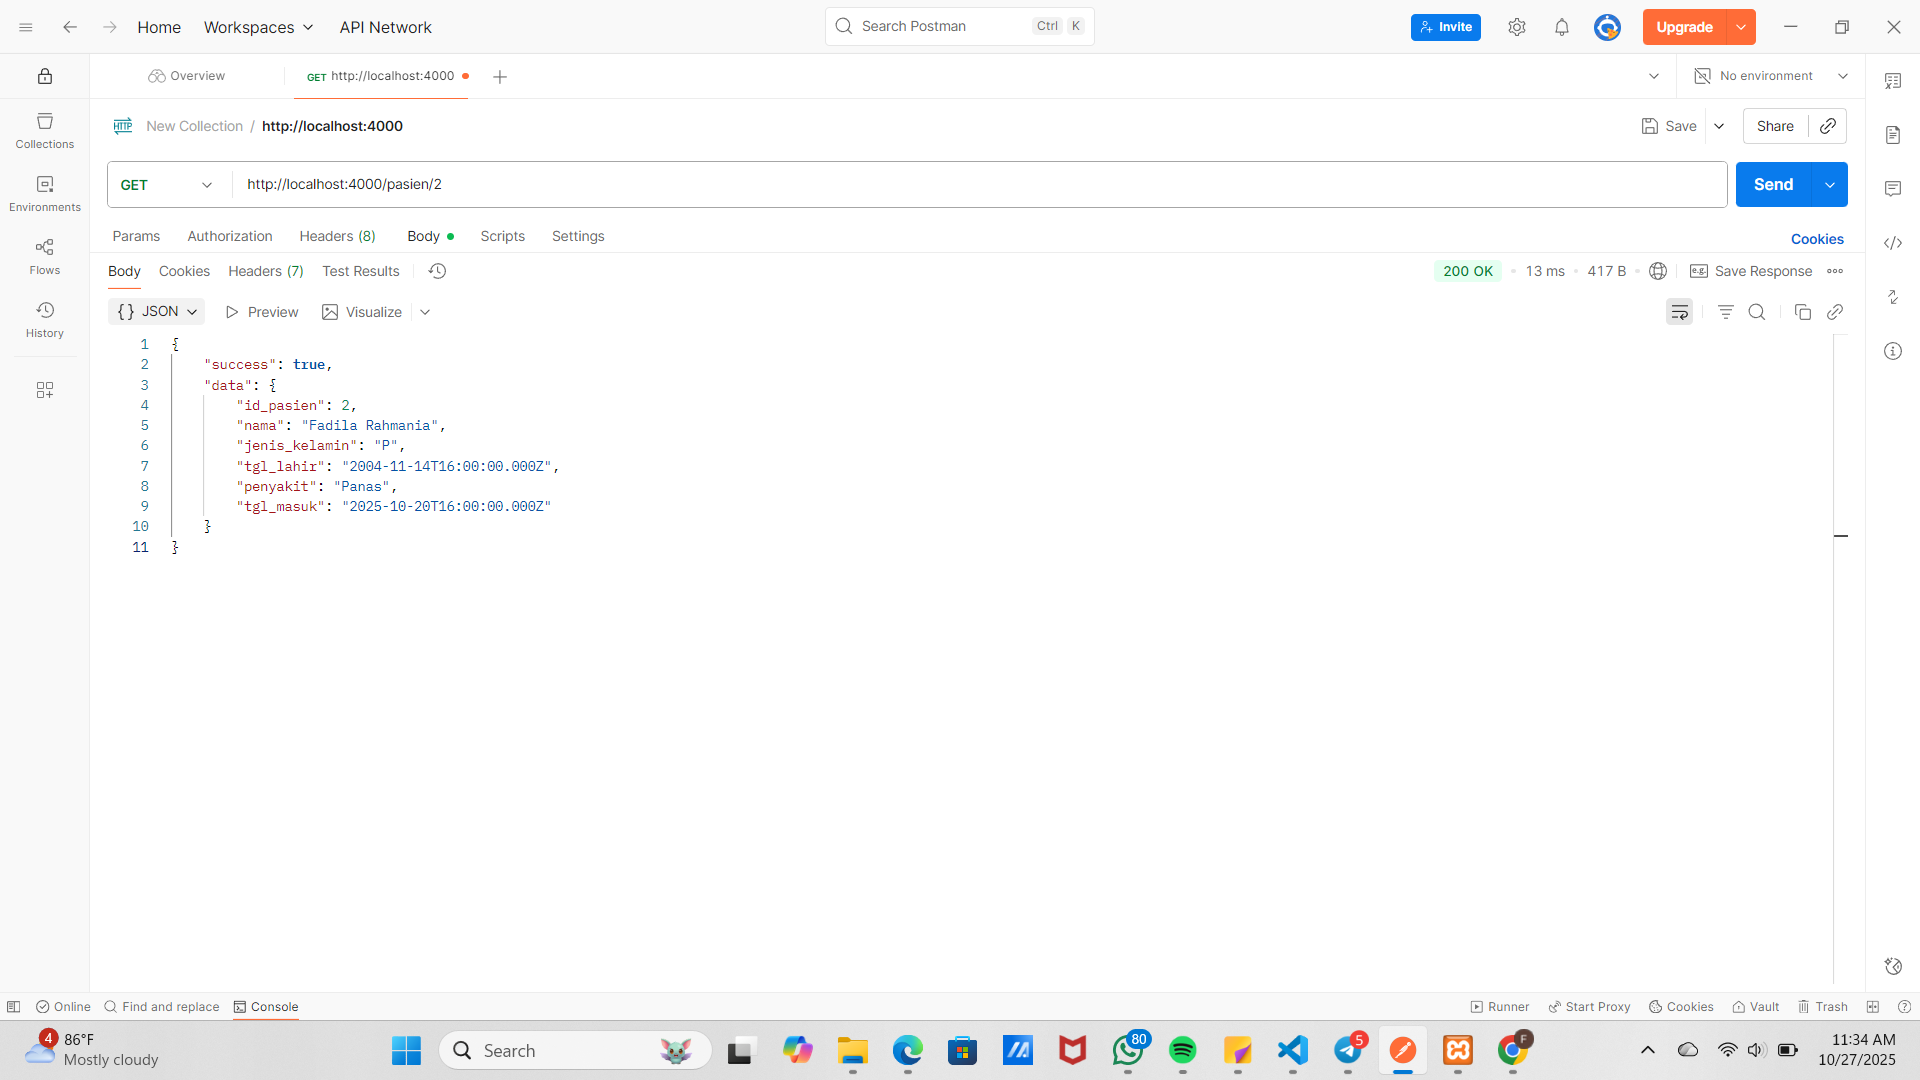 Home
Workspaces
API Network
Search Postman
Ctrl K
Invite
Upgrade
Overview
GET http://localhost:4000
No environment
HTTP New Collection / http://localhost:4000
Save
Share
Collections
Environments
Flows
History
GET
http://localhost:4000/pasien/2
Send
Params
Authorization
Headers (8)
Body
Scripts
Settings
Cookies
Body
Cookies
Headers (7)
Test Results
200 OK
13 ms
417 B
e.g. Save Response
{} JSON
Preview
Visualize
1 {
2 "success": true,
3 "data": {
4 "id_pasien": 2,
5 "nama": "Fadila Rahmania",
6 "jenis_kelamin": "P",
7 "tgl_lahir": "2004-11-14T16:00:00.000Z",
8 "penyakit": "Panas",
9 "tgl_masuk": "2025-10-20T16:00:00.000Z"
10 }
11 }
Online
Find and replace
Console
Runner
Start Proxy
Cookies
Vault
Trash
4
86°F
Mostly cloudy
Search
80
5
F
11:34 AM
10/27/2025